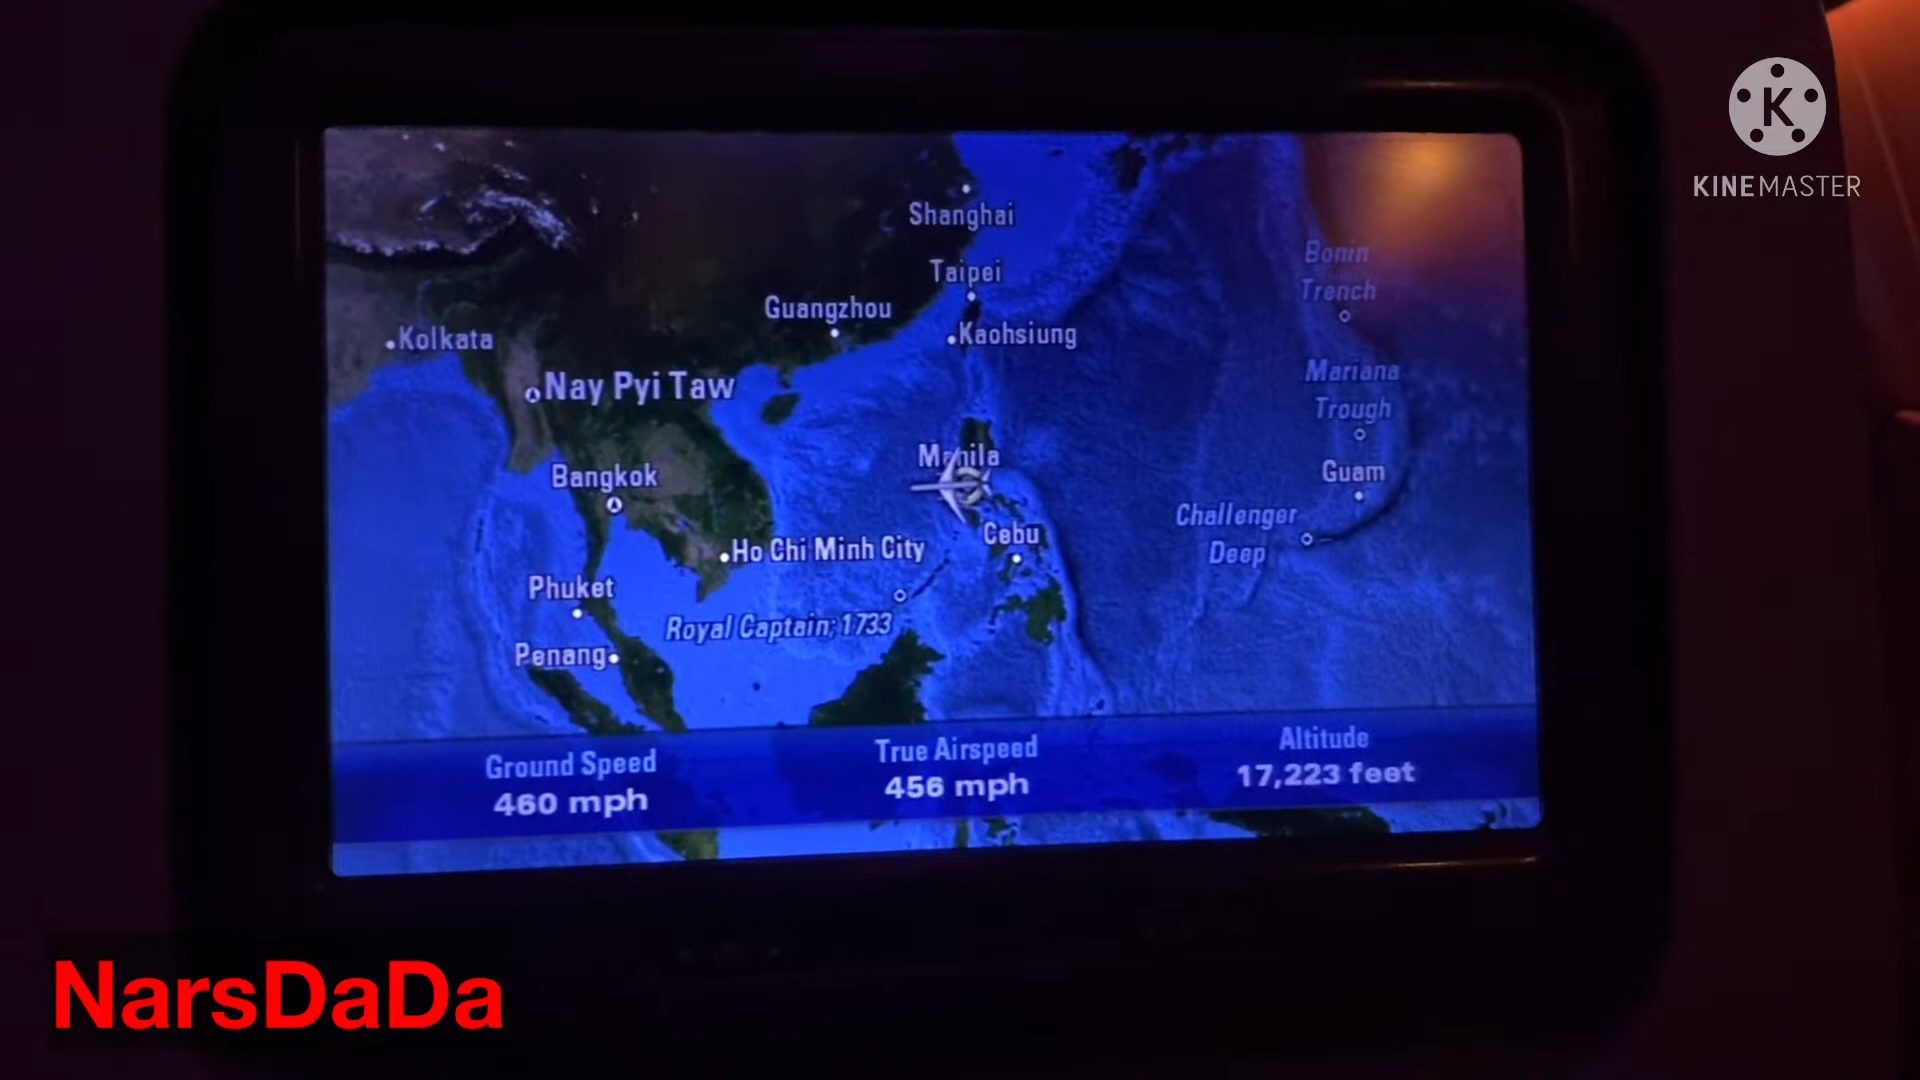 KINEMASTER
Shanghai
Taipei
Guangzhou
Kaohsiung
Kolkata
Nay Pyi Taw
Bonin
Trench
Mariana
Trough
Guam
Manila
Bangkok
Challenger
Deep
Cebu
Ho Chi Minh City
Phuket
Royal Captain; 1733
Penang
Ground Speed
460 mph
True Airspeed
456 mph
Altitude
17,223 feet
NarsDaDa